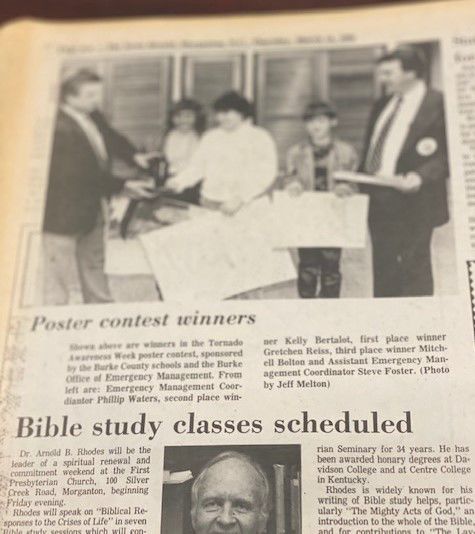 Poster contest winners
Shown above are winners in the Tornado
Awareness Week poster contest, sponsored
by the Burke County schools and the Burke
Office of Emergency Management. From
left are: Emergency Management Coor-
diantor Phillip Waters, second place win-
ner Kelly Bertalot, first place winner
Gretchen Reiss, third place winner Mitch-
ell Bolton and Assistant Emergency Man-
agement Coordinator Steve Foster. (Photo
by Jeff Melton)
Bible study classes scheduled
Dr. Arnold B. Rhodes will be the
leader of a spiritual renewal and
commitment weekend at the First
Presbyterian Church, 100 Silver
Creek Road, Morganton, beginning
Friday evening.
Rhodes will speak on "Biblical Re-
sponses to the Crises of Life" in seven
Bible study sessions which will con-
rian Seminary for 34 years. He has
been awarded honary degrees at Da-
vidson College and at Centre College
in Kentucky.
Rhodes is widely known for his
writing of Bible study helps, partic-
ularly "The Mighty Acts of God," an
introduction to the whole of the Bible,
and for contributions to "The Lay-